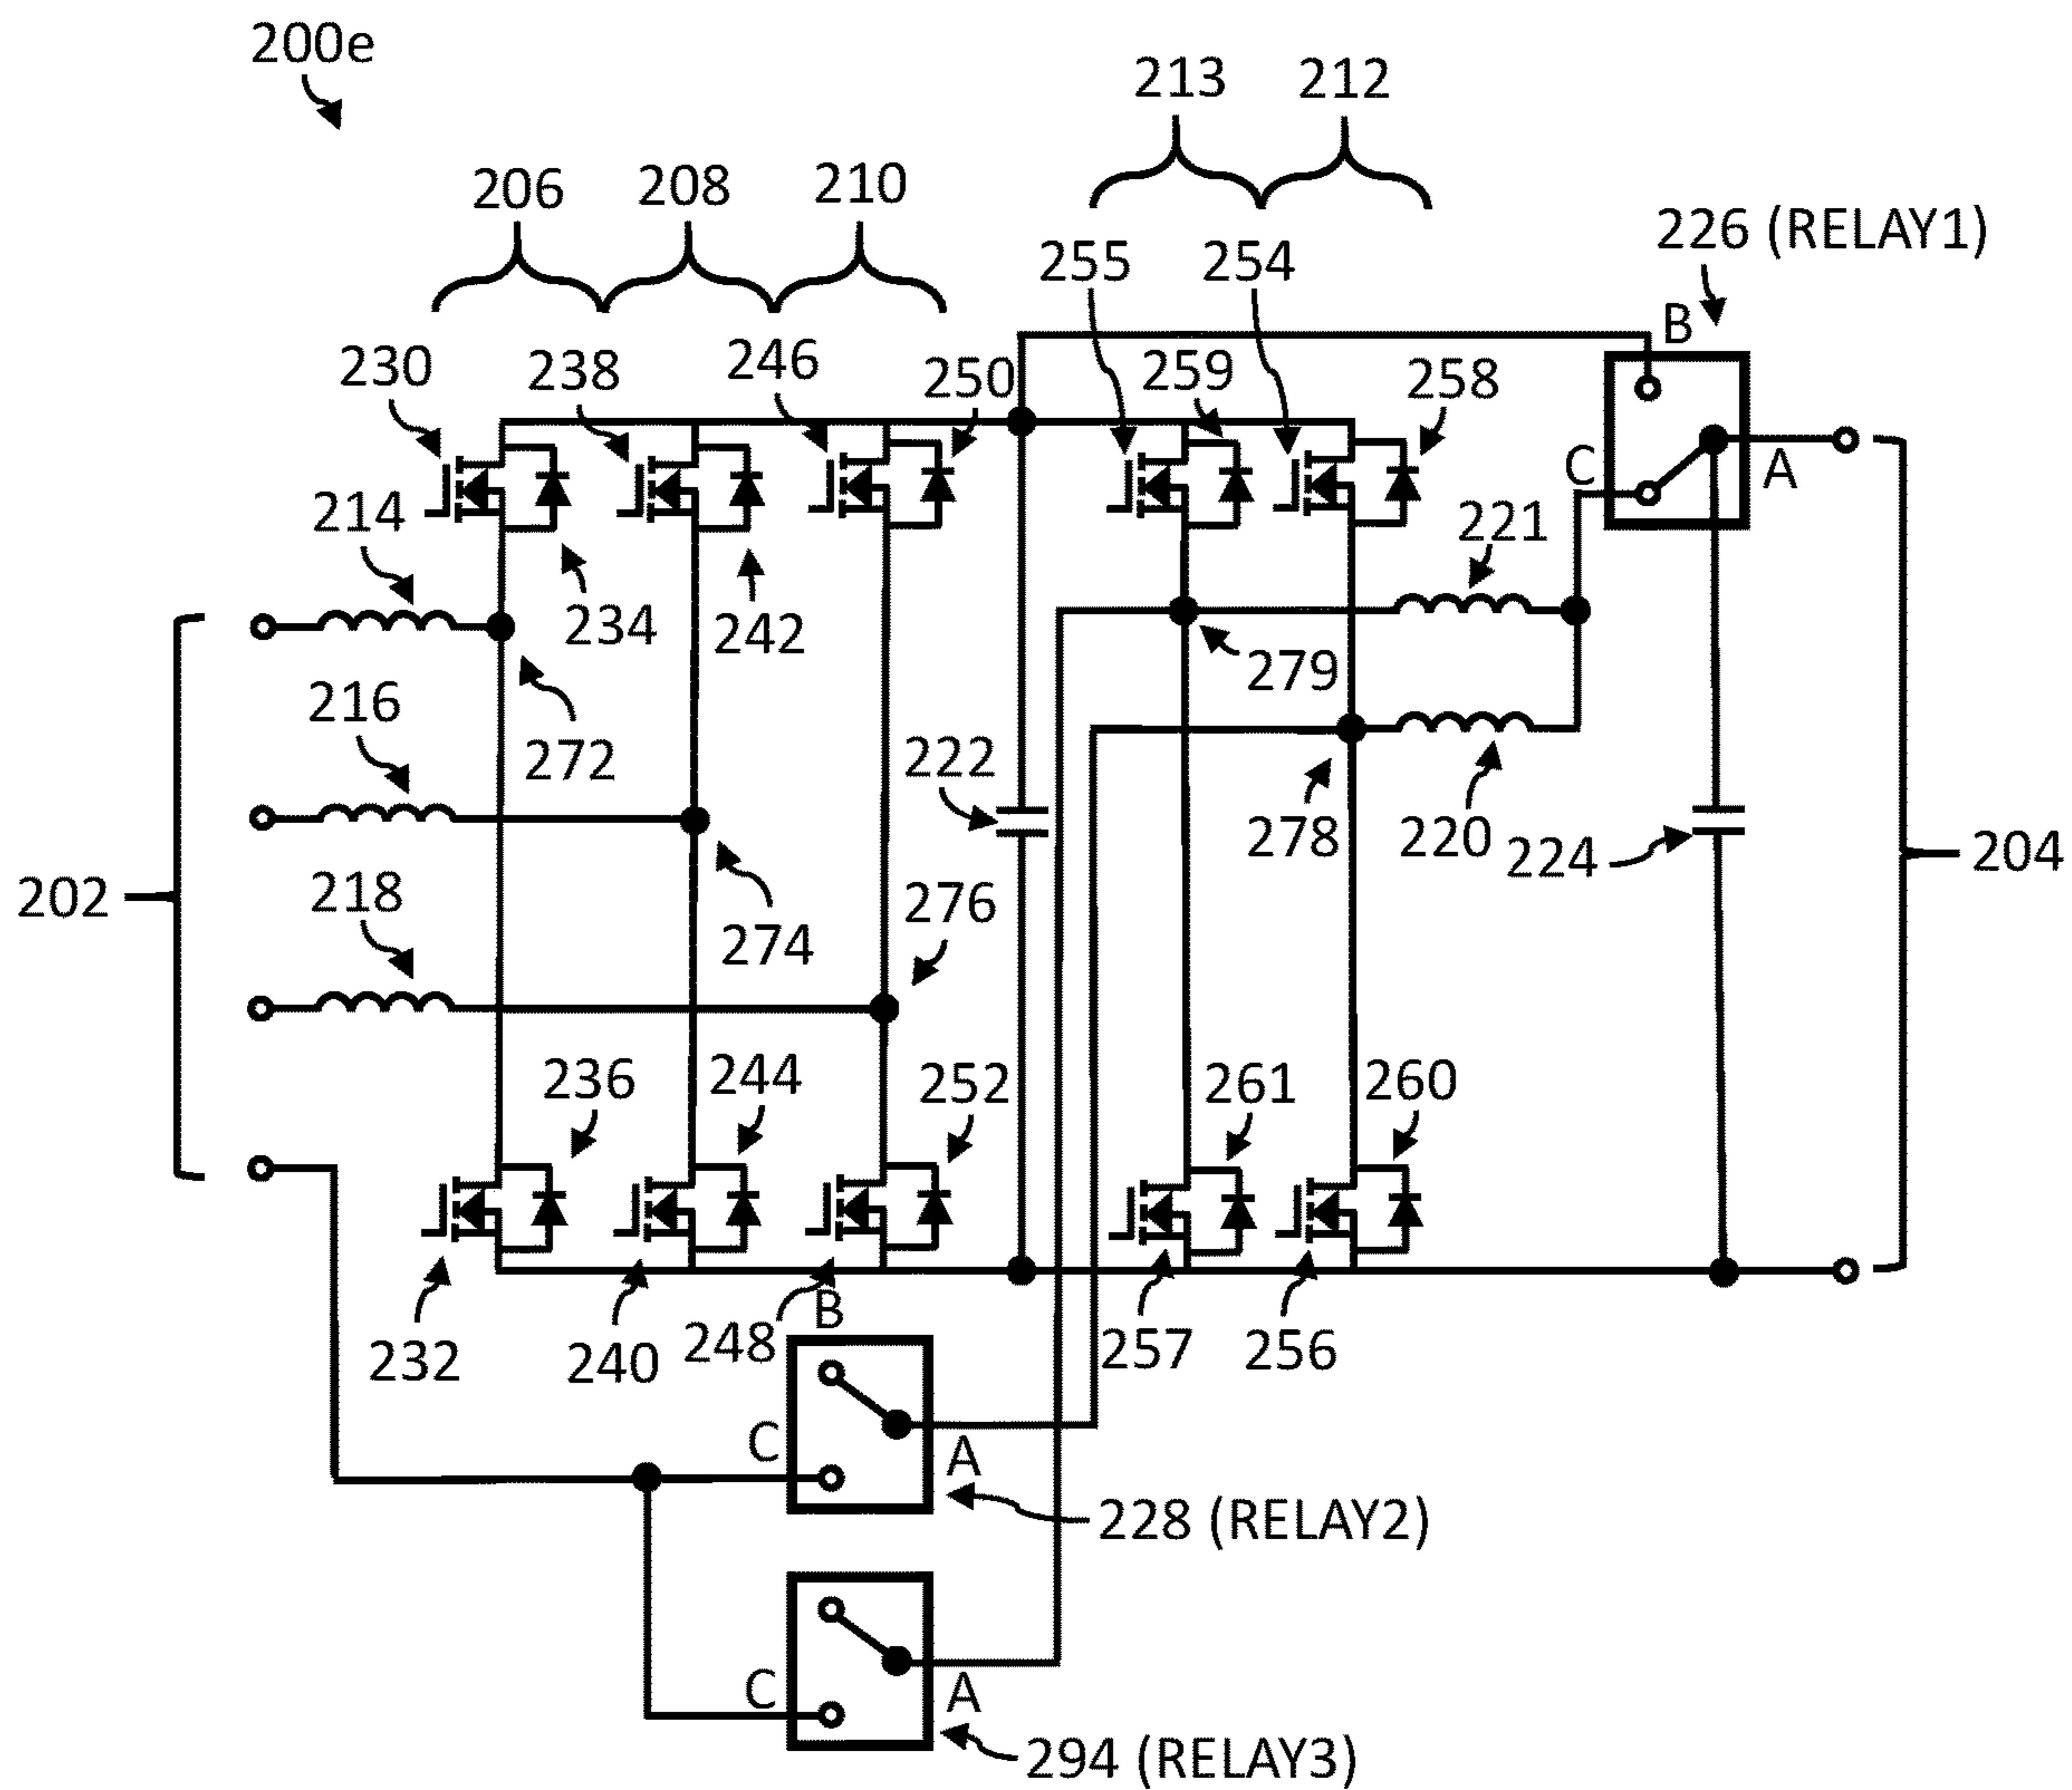 200e
213 212
206 208 210
226 (RELAY1)
255 254
B
230 238 246 250 259 258
C A
214 221
234 242
279
216
272 222
278 220 224 204
202 218 276
274
236 244 252 261 260
232 240 248 B 257 256
C A
228 (RELAY2)
C A
294 (RELAY3)